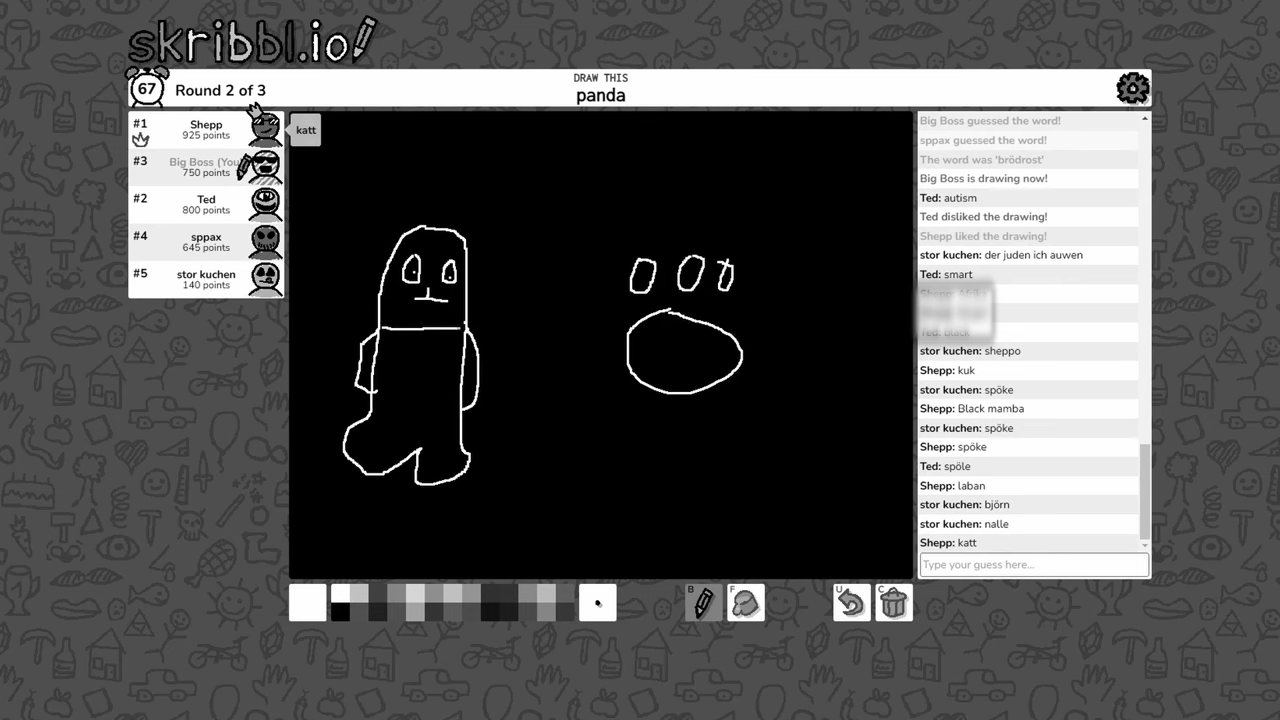 skribbl.io
67
Round 2 of 3
DRAW THIS
panda
#1
Shepp
925 points
katt
#3
Big Boss (You
750 points
#2
Ted
800 points
#4
sppax
645 points
#5
stor kuchen
140 points
Big Boss guessed the word!
sppax guessed the word!
The word was 'brödrost'
Big Boss is drawing now!
Ted: autism
Ted disliked the drawing!
Shepp liked the drawing!
stor kuchen: der juden ich auwen
Ted: smart
Ted: black
stor kuchen: sheppo
Shepp: kuk
stor kuchen: spöke
Shepp: Black mamba
stor kuchen: spöke
Shepp: spöke
Ted: spöle
Shepp: laban
stor kuchen: björn
stor kuchen: nalle
Shepp: katt
Type your guess here...
B
F
U
C